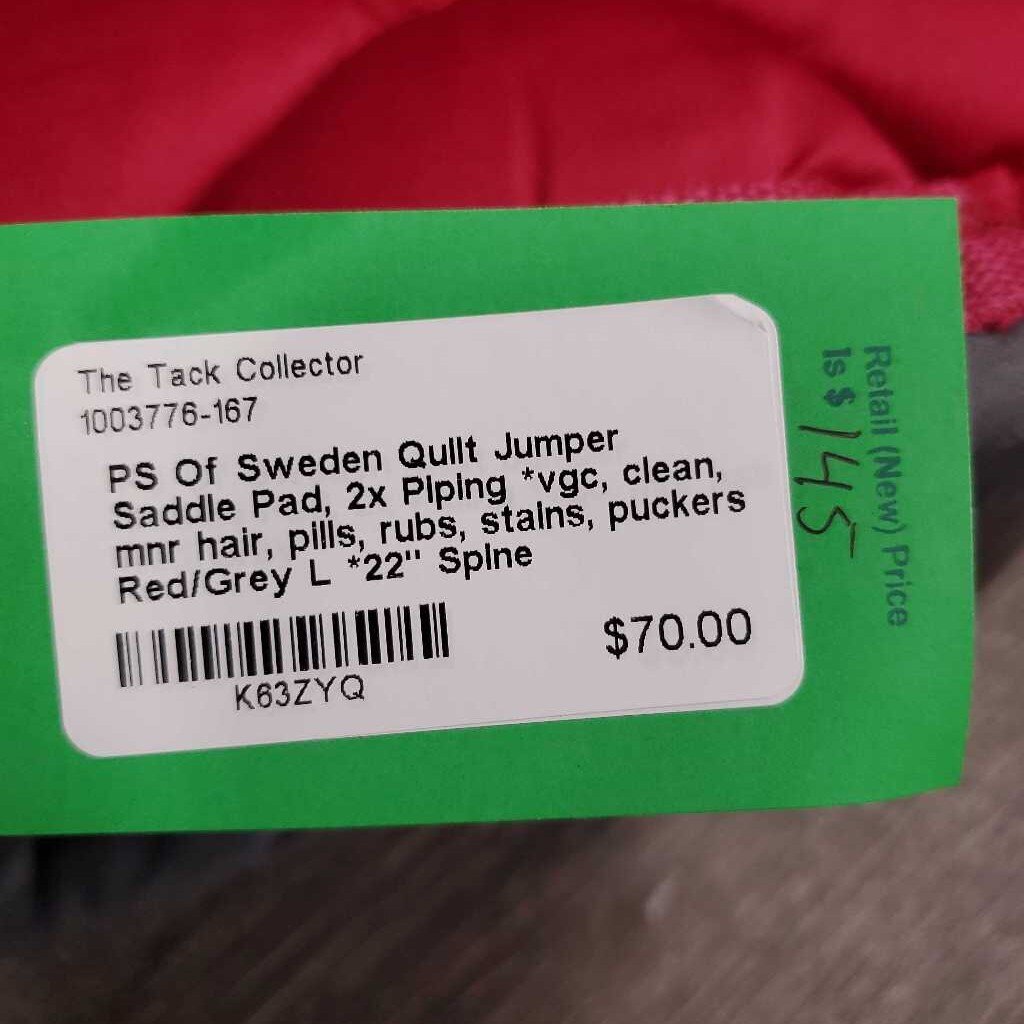 The Tack Collector
1003776-167
PS Of Sweden Quilt Jumper
Saddle Pad, 2x Piping *vgc, clean,
mnr hair, pills, rubs, stains, puckers
Red/Grey L *22" Spine
$70.00
K63ZYQ
Retail (New) Price
Is $ 145